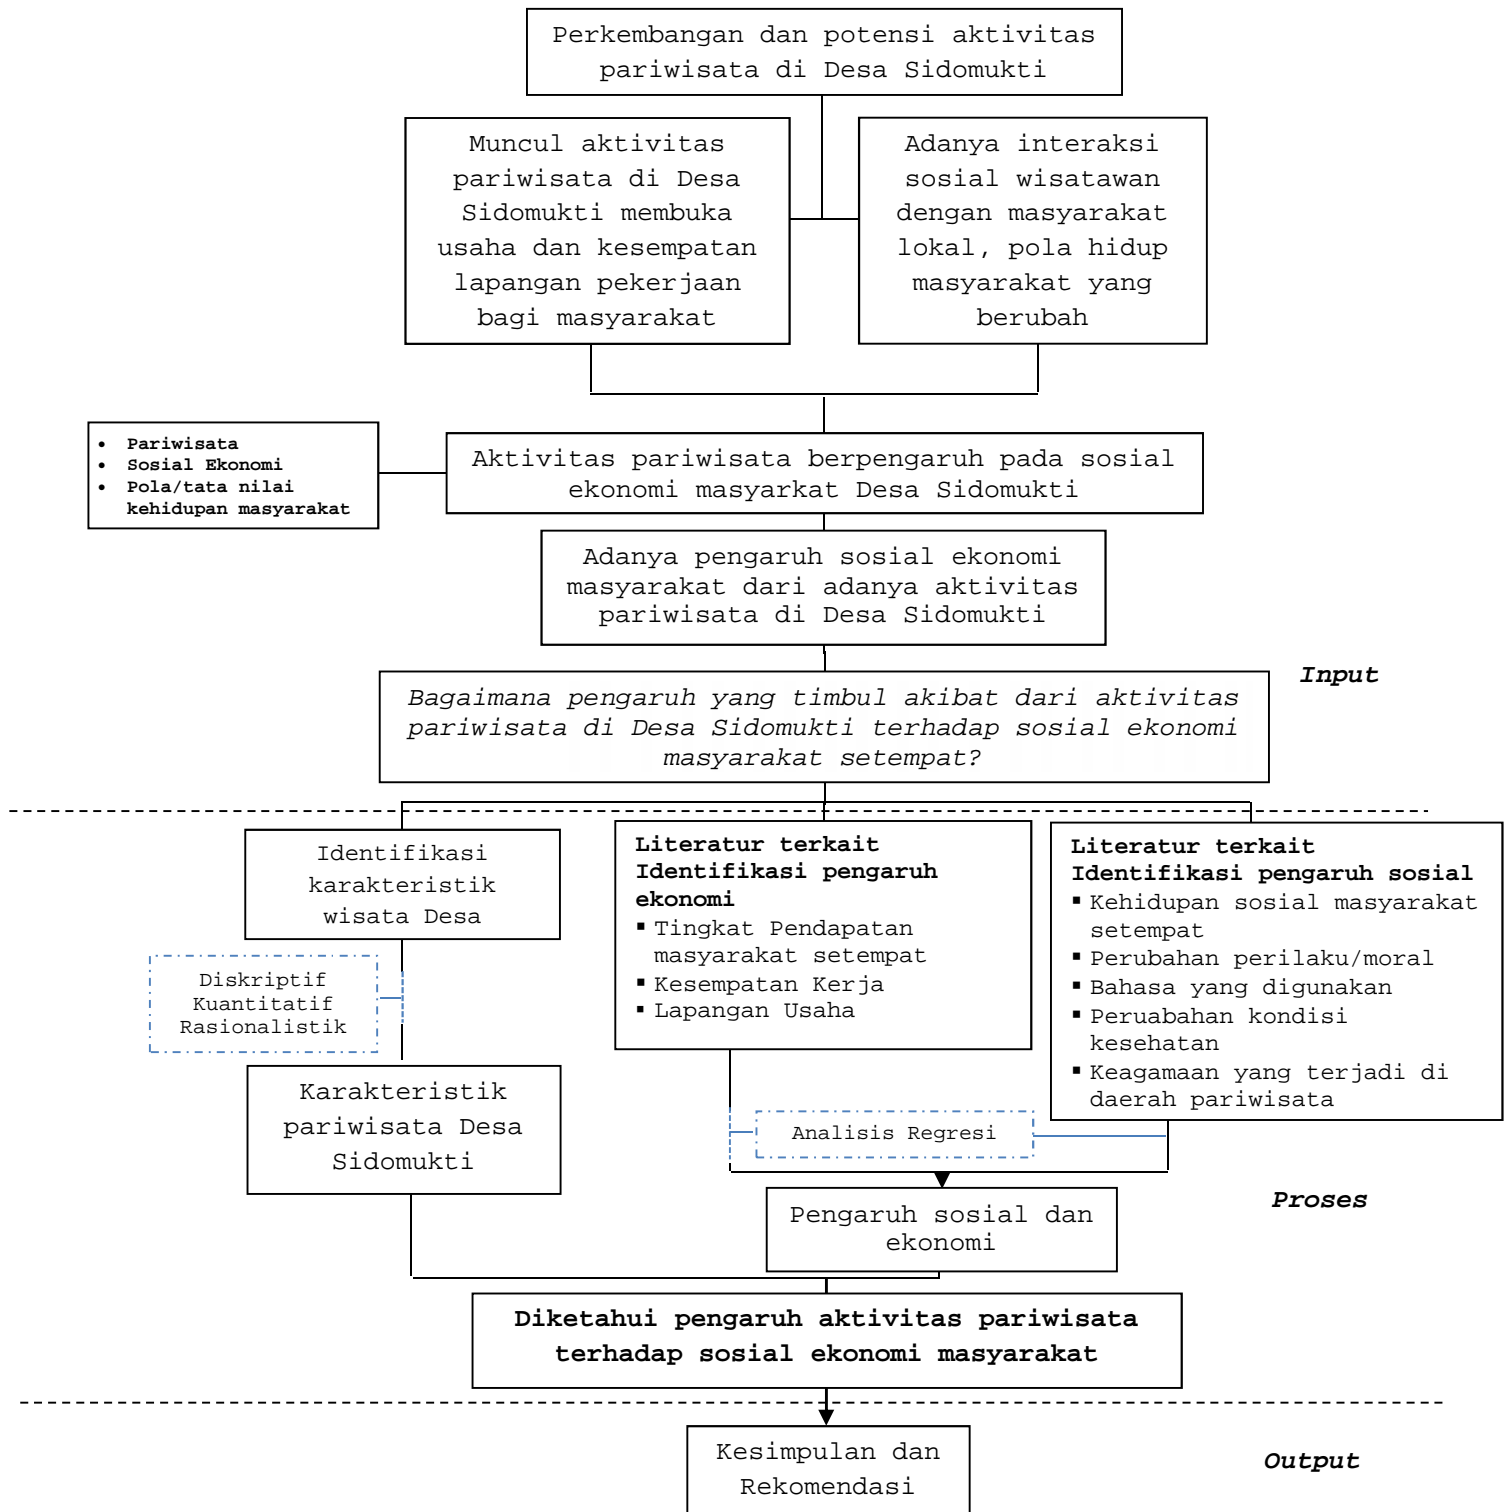 Perkembangan dan potensi aktivitas
pariwisata di Desa Sidomukti
Muncul aktivitas
pariwisata di Desa
Sidomukti membuka
usaha dan kesempatan
lapangan pekerjaan
bagi masyarakat
Adanya interaksi
sosial wisatawan
dengan masyarakat
lokal, pola hidup
masyarakat yang
berubah
• Pariwisata
• Sosial Ekonomi
• Pola/tata nilai
kehidupan masyarakat
Aktivitas pariwisata berpengaruh pada sosial
ekonomi masyarkat Desa Sidomukti
Adanya pengaruh sosial ekonomi
masyarakat dari adanya aktivitas
pariwisata di Desa Sidomukti
Input
Bagaimana pengaruh yang timbul akibat dari aktivitas
pariwisata di Desa Sidomukti terhadap sosial ekonomi
masyarakat setempat?
Identifikasi
karakteristik
wisata Desa
Literatur terkait
Identifikasi pengaruh
ekonomi
▪ Tingkat Pendapatan
masyarakat setempat
▪ Kesempatan Kerja
▪ Lapangan Usaha
Literatur terkait
Identifikasi pengaruh sosial
▪ Kehidupan sosial masyarakat
setempat
▪ Perubahan perilaku/moral
▪ Bahasa yang digunakan
▪ Peruabahan kondisi
kesehatan
▪ Keagamaan yang terjadi di
daerah pariwisata
Diskriptif
Kuantitatif
Rasionalistik
Karakteristik
pariwisata Desa
Sidomukti
Analisis Regresi
Pengaruh sosial dan
ekonomi
Proses
Diketahui pengaruh aktivitas pariwisata
terhadap sosial ekonomi masyarakat
Kesimpulan dan
Rekomendasi
Output